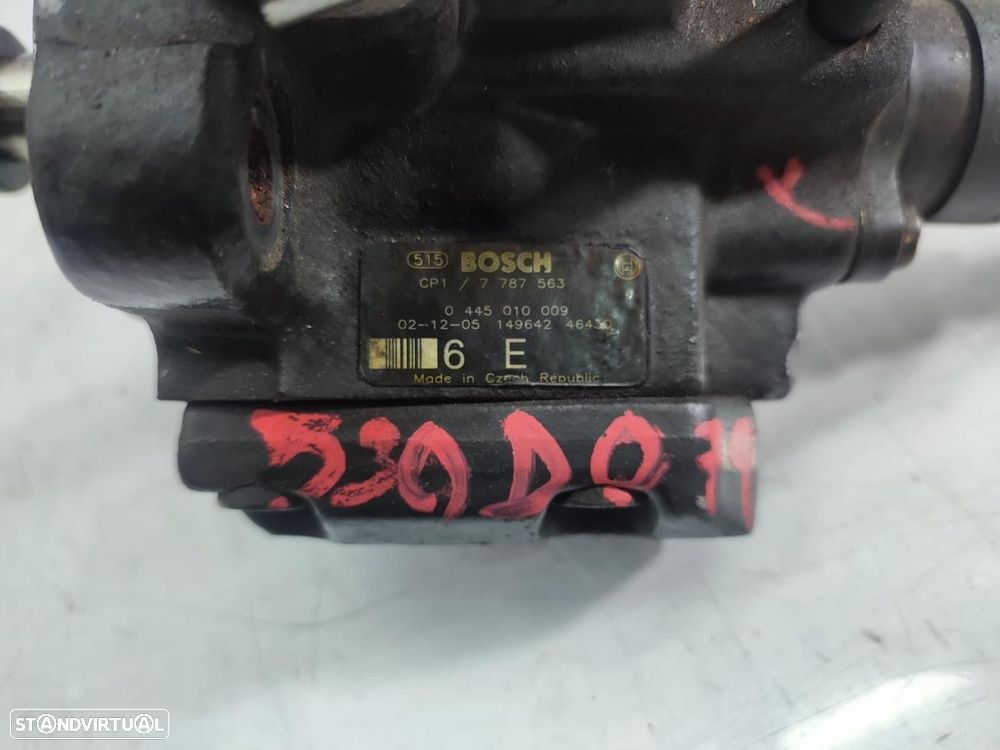 515 BOSCH
CP1 / 7 787 563
0 445 010 009
02-12-05 149642 46430
6 E
Made in Czech Republic
530D
STANDVIRTUAL